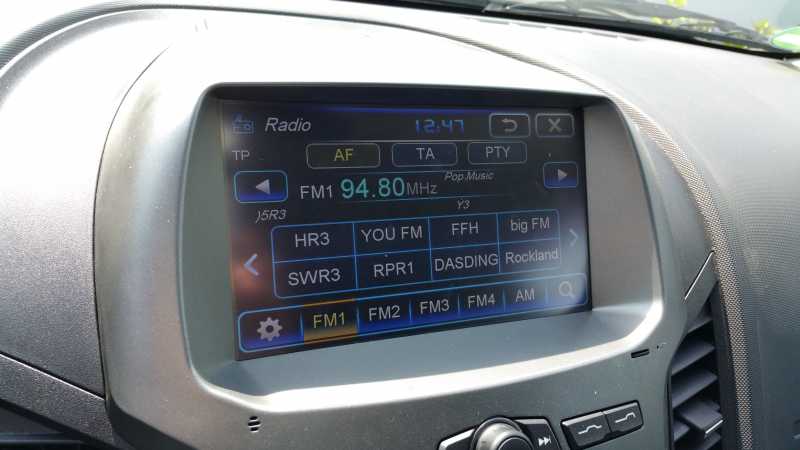 Radio 12:47
TP AF TA PTY
Pop.Music
FM1 94.80MHz
)5R3 Y3
HR3 YOU FM FFH big FM
SWR3 RPR1 DASDING Rockland
FM1 FM2 FM3 FM4 AM